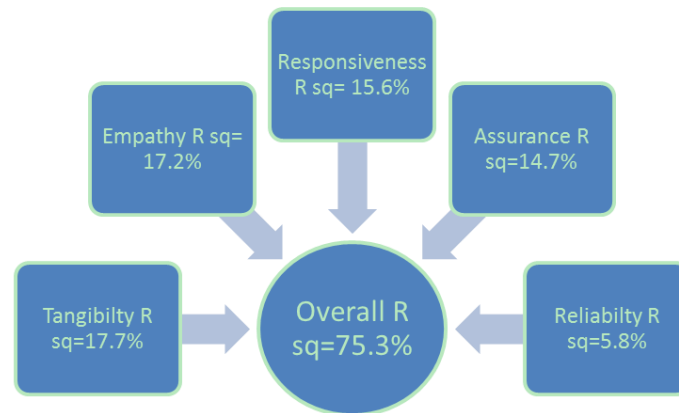 Responsiveness
R sq= 15.6%
Empathy R sq=
17.2%
Assurance R
sq=14.7%
Tangibilty R
sq=17.7%
Overall R
sq=75.3%
Reliabilty R
sq=5.8%